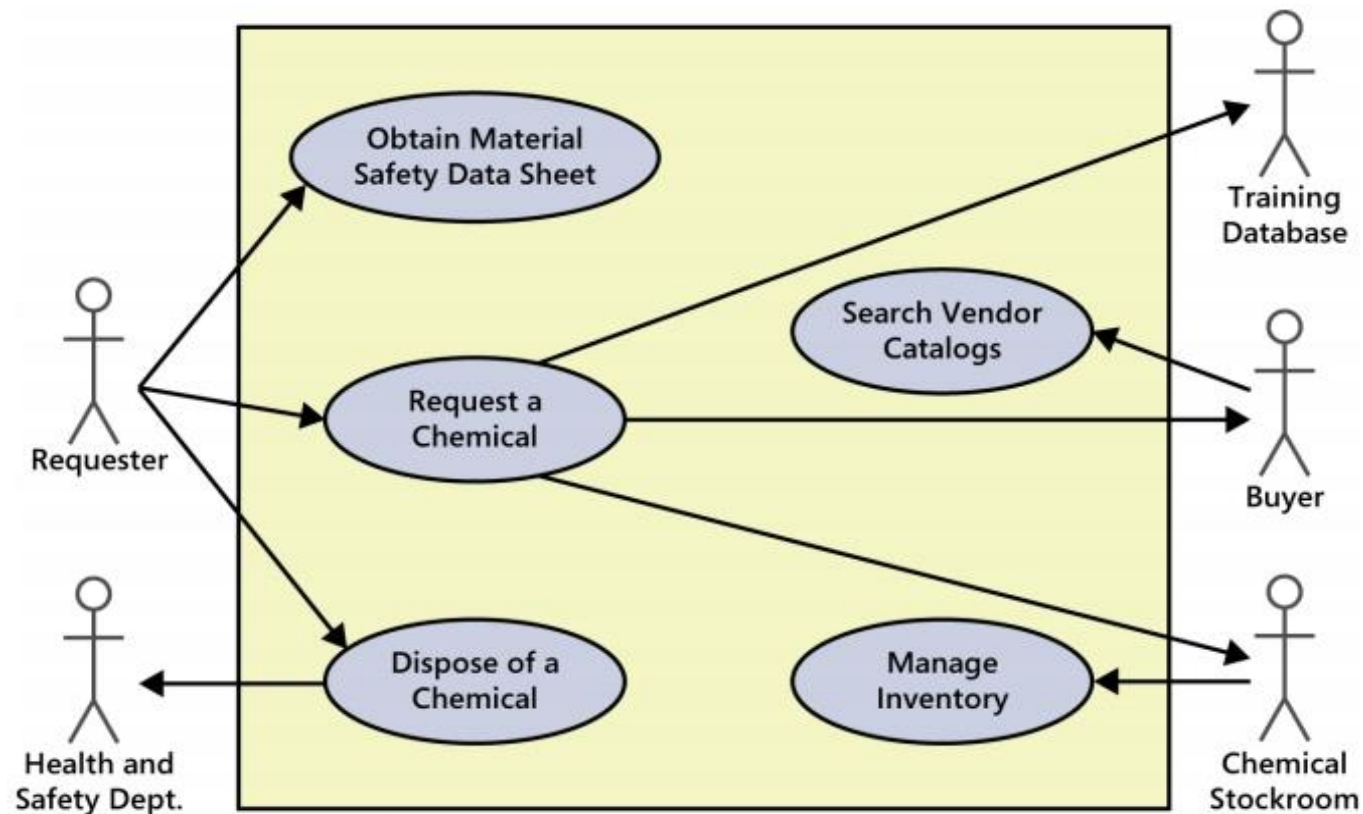 Obtain Material
Safety Data Sheet
Training
Database
Search Vendor
Catalogs
Request a
Chemical
Requester
Buyer
Dispose of a
Chemical
Manage
Inventory
Health and
Safety Dept.
Chemical
Stockroom